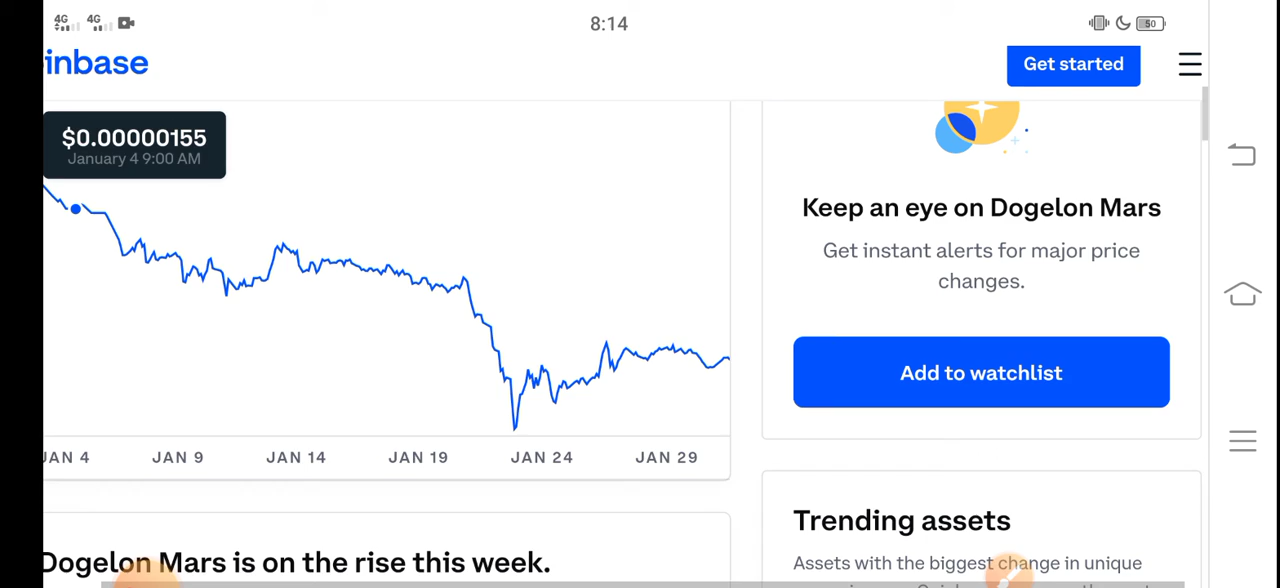 4G 4G 8:14 50
inbase
Get started
$0.00000155
January 4 9:00 AM
JAN 4 JAN 9 JAN 14 JAN 19 JAN 24 JAN 29
Dogelon Mars is on the rise this week.
Keep an eye on Dogelon Mars
Get instant alerts for major price
changes.
Add to watchlist
Trending assets
Assets with the biggest change in unique